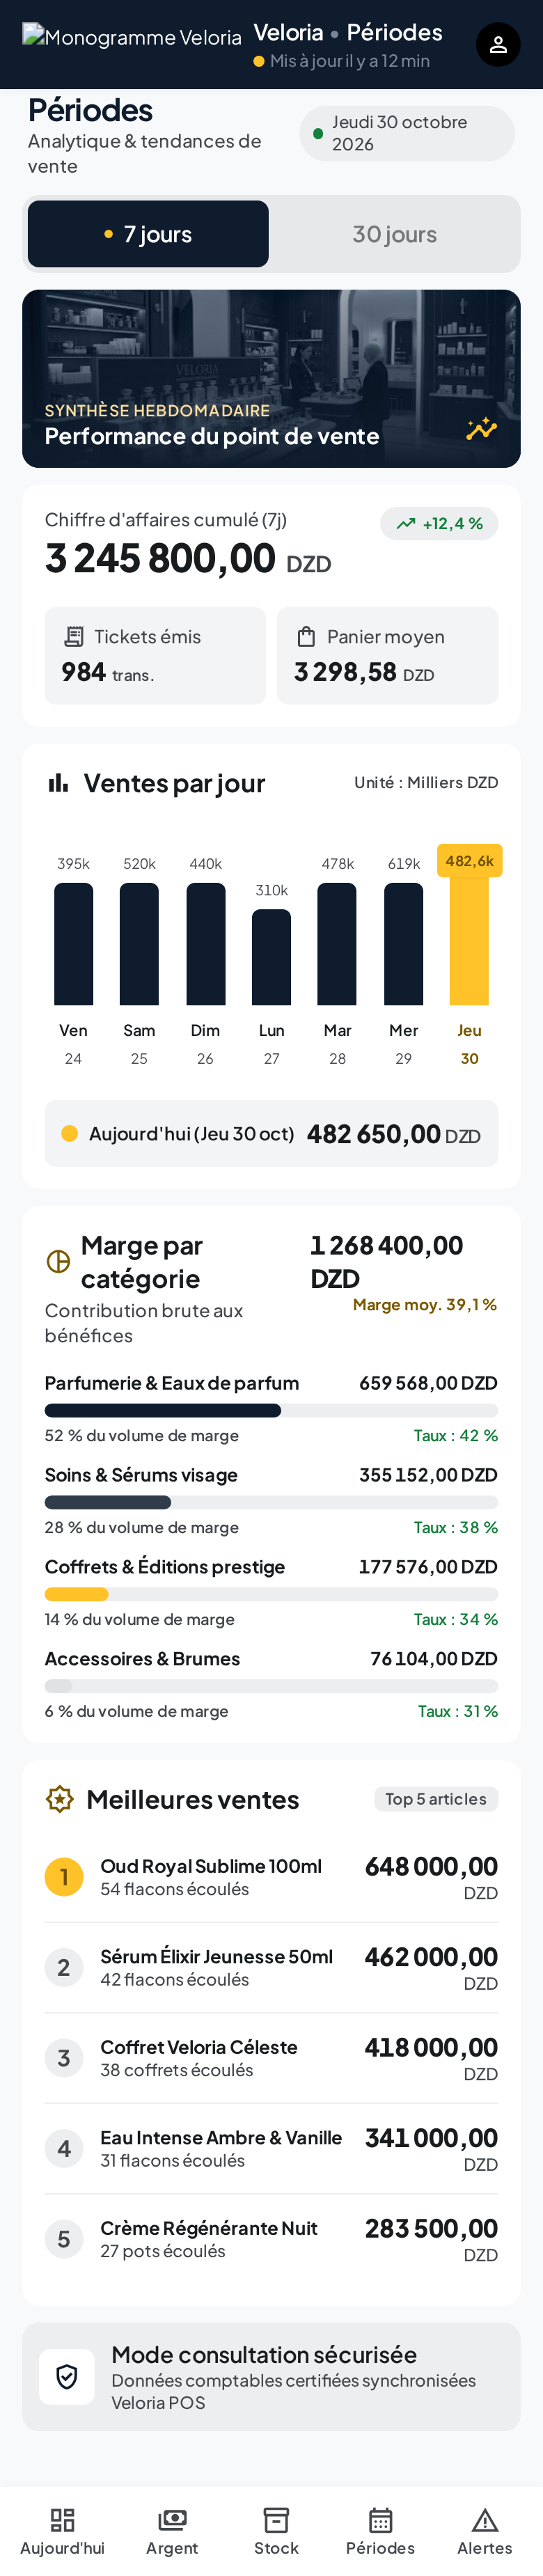 Monogramme Veloria
Veloria • Périodes
Mis à jour il y a 12 min
Périodes
Analytique & tendances de
vente
Jeudi 30 octobre
2026
7 jours
30 jours
VELORIA
SYNTHÈSE HEBDOMADAIRE
Performance du point de vente
Chiffre d'affaires cumulé (7j)
+12,4 %
3 245 800,00 DZD
Tickets émis
984 trans.
Panier moyen
3 298,58 DZD
Ventes par jour
Unité : Milliers DZD
395k 520k 440k 310k 478k 619k 482,6k
Ven Sam Dim Lun Mar Mer Jeu
24 25 26 27 28 29 30
Aujourd'hui (Jeu 30 oct) 482 650,00 DZD
Marge par
catégorie
1 268 400,00
DZD
Contribution brute aux
bénéfices
Marge moy. 39,1 %
Parfumerie & Eaux de parfum 659 568,00 DZD
52 % du volume de marge Taux : 42 %
Soins & Sérums visage 355 152,00 DZD
28 % du volume de marge Taux : 38 %
Coffrets & Éditions prestige 177 576,00 DZD
14 % du volume de marge Taux : 34 %
Accessoires & Brumes 76 104,00 DZD
6 % du volume de marge Taux : 31 %
Meilleures ventes
Top 5 articles
1 Oud Royal Sublime 100ml 648 000,00
54 flacons écoulés DZD
2 Sérum Élixir Jeunesse 50ml 462 000,00
42 flacons écoulés DZD
3 Coffret Veloria Céleste 418 000,00
38 coffrets écoulés DZD
4 Eau Intense Ambre & Vanille 341 000,00
31 flacons écoulés DZD
5 Crème Régénérante Nuit 283 500,00
27 pots écoulés DZD
Mode consultation sécurisée
Données comptables certifiées synchronisées
Veloria POS
Aujourd'hui Argent Stock Périodes Alertes